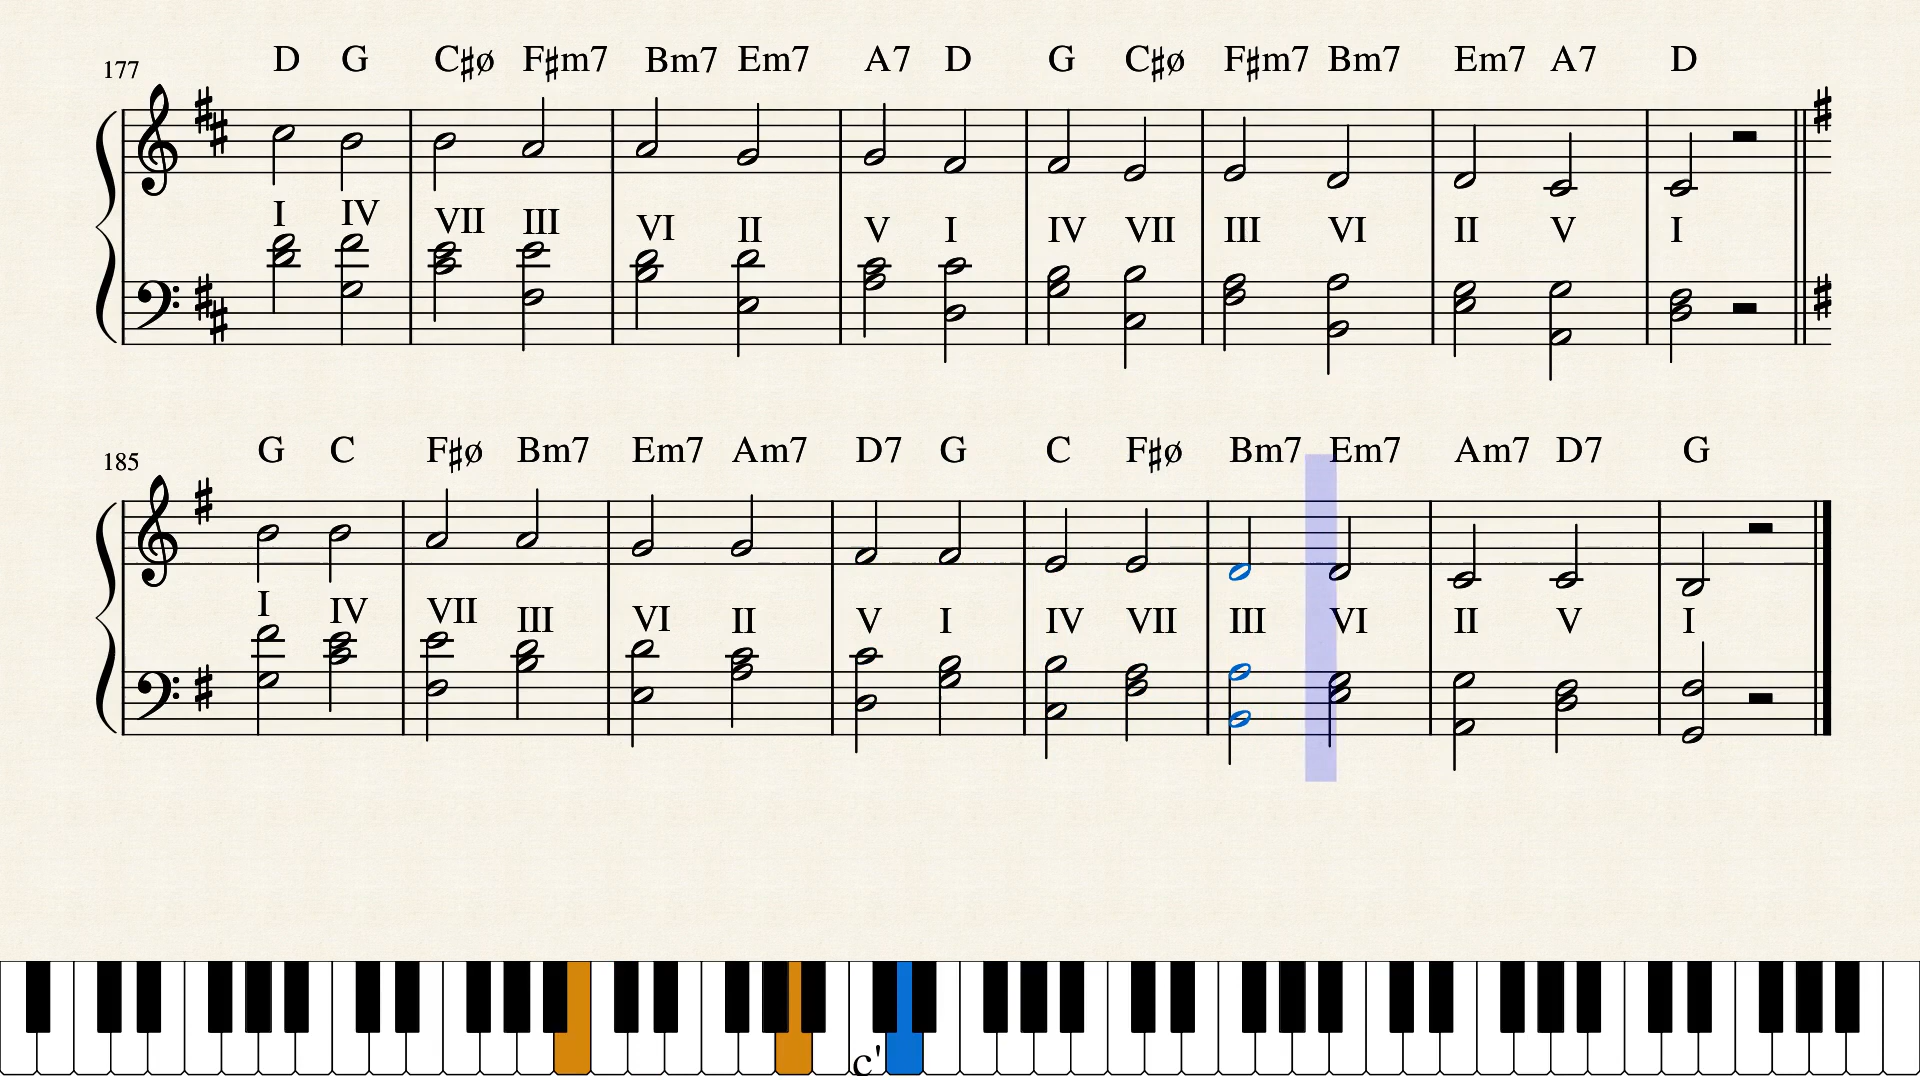 D G C♯ø F♯m7 Bm7 Em7 A7 D G C♯ø F♯m7 Bm7 Em7 A7 D
177
I IV VII III VI II V I IV VII III VI II V I
G C F♯ø Bm7 Em7 Am7 D7 G C F♯ø Bm7 Em7 Am7 D7 G
185
I IV VII III VI II V I IV VII III VI II V I
c'